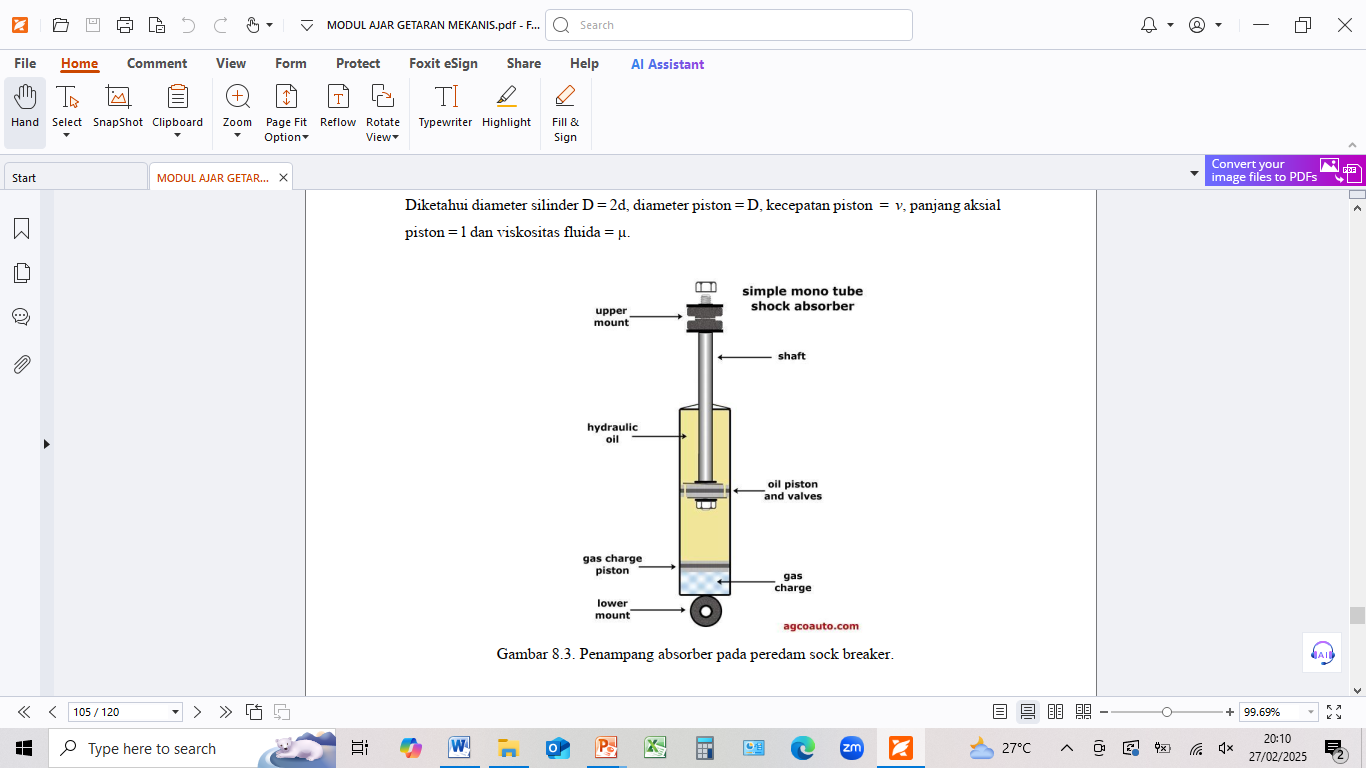 MODUL AJAR GETARAN MEKANIS.pdf - F...
Search
File
Home
Comment
View
Form
Protect
Foxit eSign
Share
Help
AI Assistant
Hand
Select
SnapShot
Clipboard
Zoom
Page Fit
Option
Reflow
Rotate
View
Typewriter
Highlight
Fill &
Sign
Start
MODUL AJAR GETAR...
Convert your
image files to PDFs
PDF
Diketahui diameter silinder D = 2d, diameter piston = D, kecepatan piston = v, panjang aksial
piston = l dan viskositas fluida = μ.
simple mono tube
shock absorber
upper
mount
shaft
hydraulic
oil
oil piston
and valves
gas charge
piston
gas
charge
lower
mount
agcoauto.com
Gambar 8.3. Penampang absorber pada peredam sock breaker.
AI
105 / 120
99.69%
Type here to search
zm
27°C
20:10
27/02/2025
2